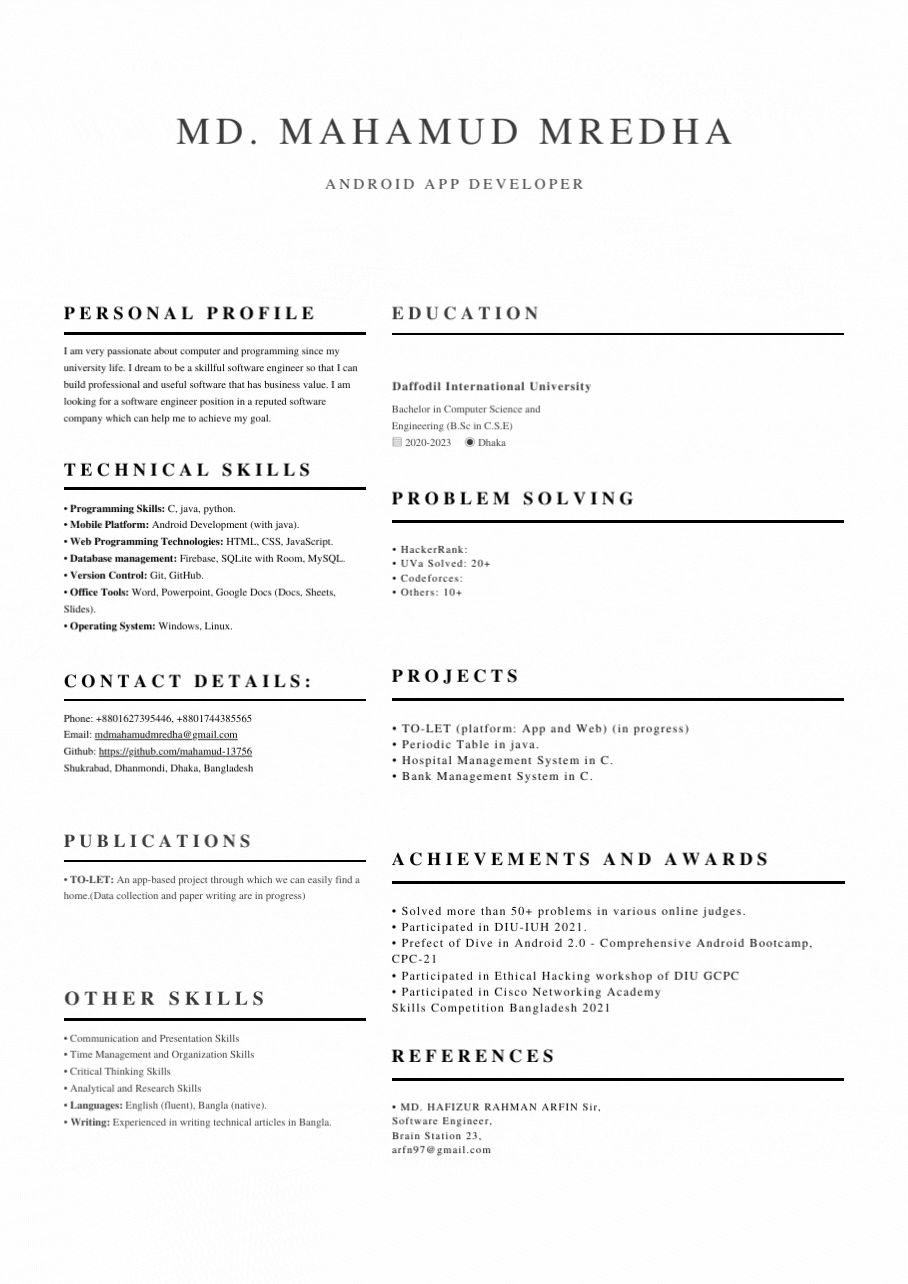 MD. MAHAMUD MREDHA
ANDROID APP DEVELOPER
PERSONAL PROFILE
I am very passionate about computer and programming since my
university life. I dream to be a skillful software engineer so that I can
build professional and useful software that has business value. I am
looking for a software engineer position in a reputed software
company which can help me to achieve my goal.
TECHNICAL SKILLS
• Programming Skills: C, java, python.
• Mobile Platform: Android Development (with java).
• Web Programming Technologies: HTML, CSS, JavaScript.
• Database management: Firebase, SQLite with Room, MySQL.
• Version Control: Git, GitHub.
• Office Tools: Word, Powerpoint, Google Docs (Docs, Sheets,
Slides).
• Operating System: Windows, Linux.
CONTACT DETAILS:
Phone: +8801627395446, +8801744385565
Email: mdmahamudmredha@gmail.com
Github: https://github.com/mahamud-13756
Shukrabad, Dhanmondi, Dhaka, Bangladesh
PUBLICATIONS
• TO-LET: An app-based project through which we can easily find a
home.(Data collection and paper writing are in progress)
OTHER SKILLS
• Communication and Presentation Skills
• Time Management and Organization Skills
• Critical Thinking Skills
• Analytical and Research Skills
• Languages: English (fluent), Bangla (native).
• Writing: Experienced in writing technical articles in Bangla.
EDUCATION
Daffodil International University
Bachelor in Computer Science and
Engineering (B.Sc in C.S.E)
2020-2023 Dhaka
PROBLEM SOLVING
• HackerRank:
• UVa Solved: 20+
• Codeforces:
• Others: 10+
PROJECTS
• TO-LET (platform: App and Web) (in progress)
• Periodic Table in java.
• Hospital Management System in C.
• Bank Management System in C.
ACHIEVEMENTS AND AWARDS
• Solved more than 50+ problems in various online judges.
• Participated in DIU-IUH 2021.
• Prefect of Dive in Android 2.0 - Comprehensive Android Bootcamp,
CPC-21
• Participated in Ethical Hacking workshop of DIU GCPC
• Participated in Cisco Networking Academy
Skills Competition Bangladesh 2021
REFERENCES
• MD. HAFIZUR RAHMAN ARFIN Sir,
Software Engineer,
Brain Station 23,
arfn97@gmail.com